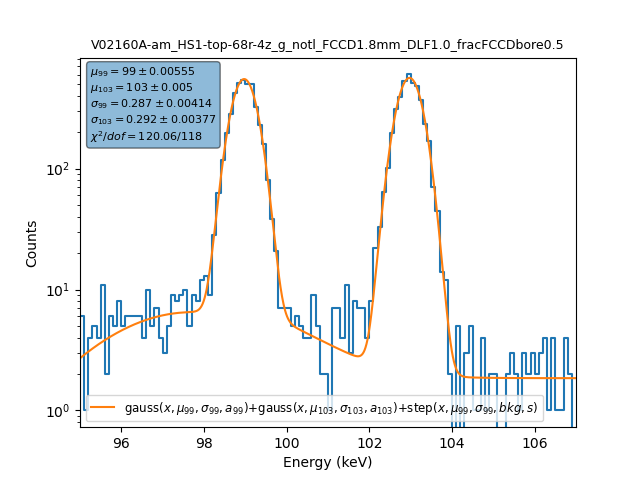 V02160A-am_HS1-top-68r-4z_g_notl_FCCD1.8mm_DLF1.0_fracFCCDbore0.5
μ₉₉ = 99 ± 0.00555
μ₁₀₃ = 103 ± 0.005
σ₉₉ = 0.287 ± 0.00414
σ₁₀₃ = 0.292 ± 0.00377
χ²/dof = 120.06/118
10²
10¹
10⁰
Counts
gauss(x, μ₉₉, σ₉₉, a₉₉)+gauss(x, μ₁₀₃, σ₁₀₃, a₁₀₃)+step(x, μ₉₉, σ₉₉, bkg, s)
96 98 100 102 104 106
Energy (keV)